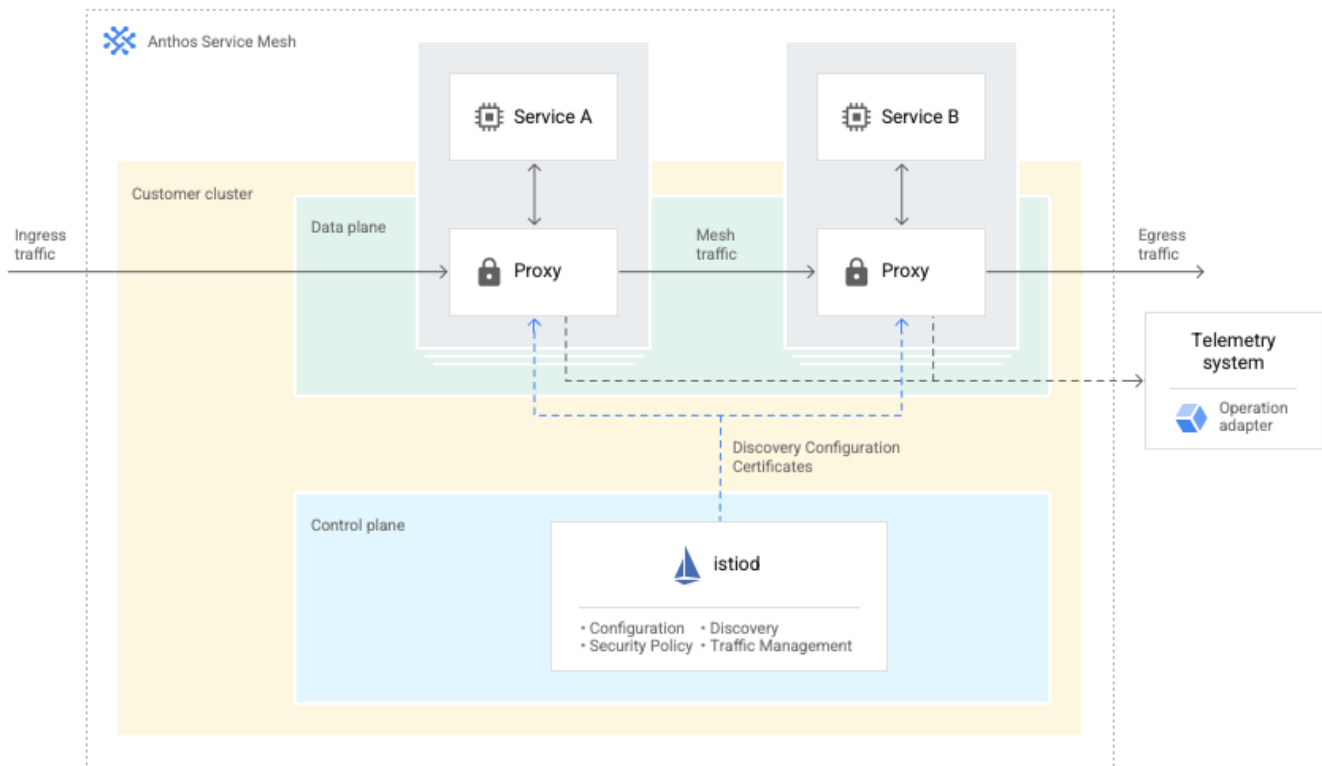 Anthos Service Mesh
Service A
Service B
Customer cluster
Data plane
Ingress
traffic
Mesh
traffic
Egress
traffic
Proxy
Proxy
Telemetry
system
Operation
adapter
Discovery Configuration
Certificates
Control plane
istiod
• Configuration • Discovery
• Security Policy • Traffic Management